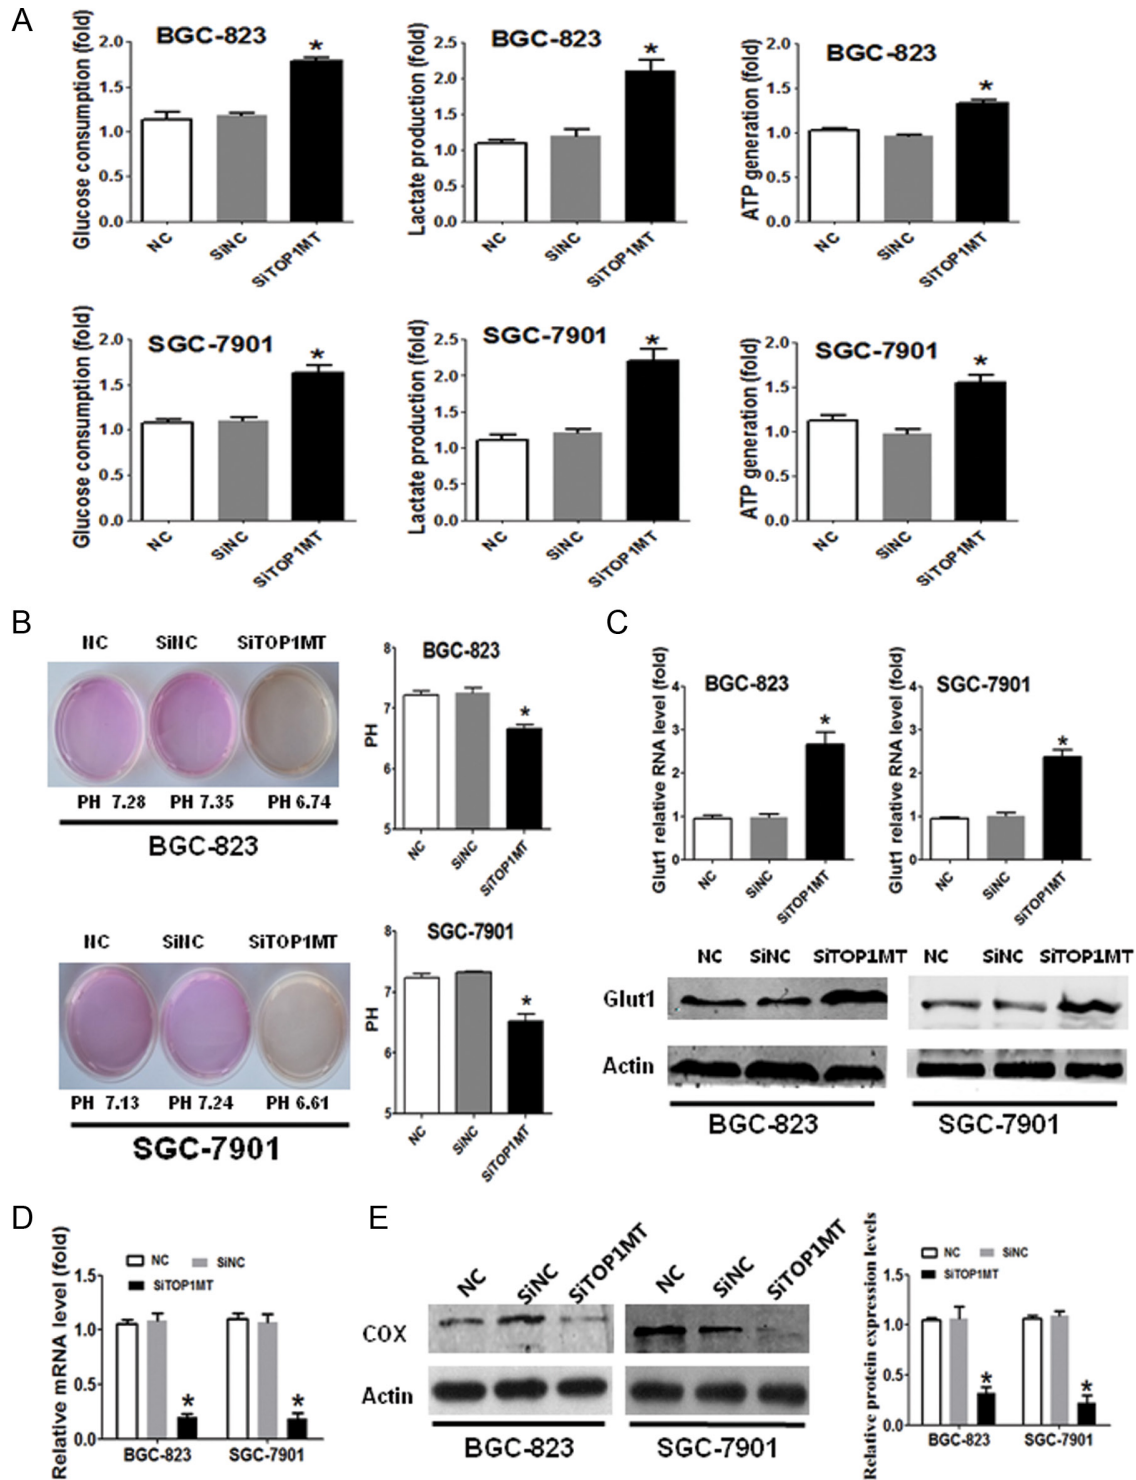 A
BGC-823
Glucose consumption (fold)
2.0
1.5
1.0
0.5
0.0
*
NC
SiNC
SiTOP1MT
BGC-823
Lactate production (fold)
2.5
2.0
1.5
1.0
0.5
0.0
*
NC
SiNC
SiTOP1MT
BGC-823
ATP generation (fold)
2.0
1.5
1.0
0.5
0.0
*
NC
SiNC
SiTOP1MT
SGC-7901
Glucose consumption (fold)
2.0
1.5
1.0
0.5
0.0
*
NC
SiNC
SiTOP1MT
SGC-7901
Lactate production (fold)
2.5
2.0
1.5
1.0
0.5
0.0
*
NC
SiNC
SiTOP1MT
SGC-7901
ATP generation (fold)
2.0
1.5
1.0
0.5
0.0
*
NC
SiNC
SiTOP1MT
B
NC SiNC SiTOP1MT
PH 7.28 PH 7.35 PH 6.74
BGC-823
BGC-823
PH
8
7
6
5
*
NC
SiNC
SiTOP1MT
NC SiNC SiTOP1MT
PH 7.13 PH 7.24 PH 6.61
SGC-7901
SGC-7901
PH
8
7
6
5
*
NC
SiNC
SiTOP1MT
C
BGC-823
Glut1 relative RNA level (fold)
4
3
2
1
0
*
NC
SiNC
SiTOP1MT
SGC-7901
Glut1 relative RNA level (fold)
4
3
2
1
0
*
NC
SiNC
SiTOP1MT
NC SiNC SiTOP1MT NC SiNC SiTOP1MT
Glut1
Actin
BGC-823 SGC-7901
D
NC SiNC
SiTOP1MT
Relative mRNA level (fold)
1.5
1.0
0.5
0.0
* *
BGC-823 SGC-7901
E
NC SiNC SiTOP1MT NC SiNC SiTOP1MT
COX
Actin
BGC-823 SGC-7901
NC SiNC
SiTOP1MT
Relative protein expression levels
1.5
1.0
0.5
0.0
* *
BGC-823 SGC-7901